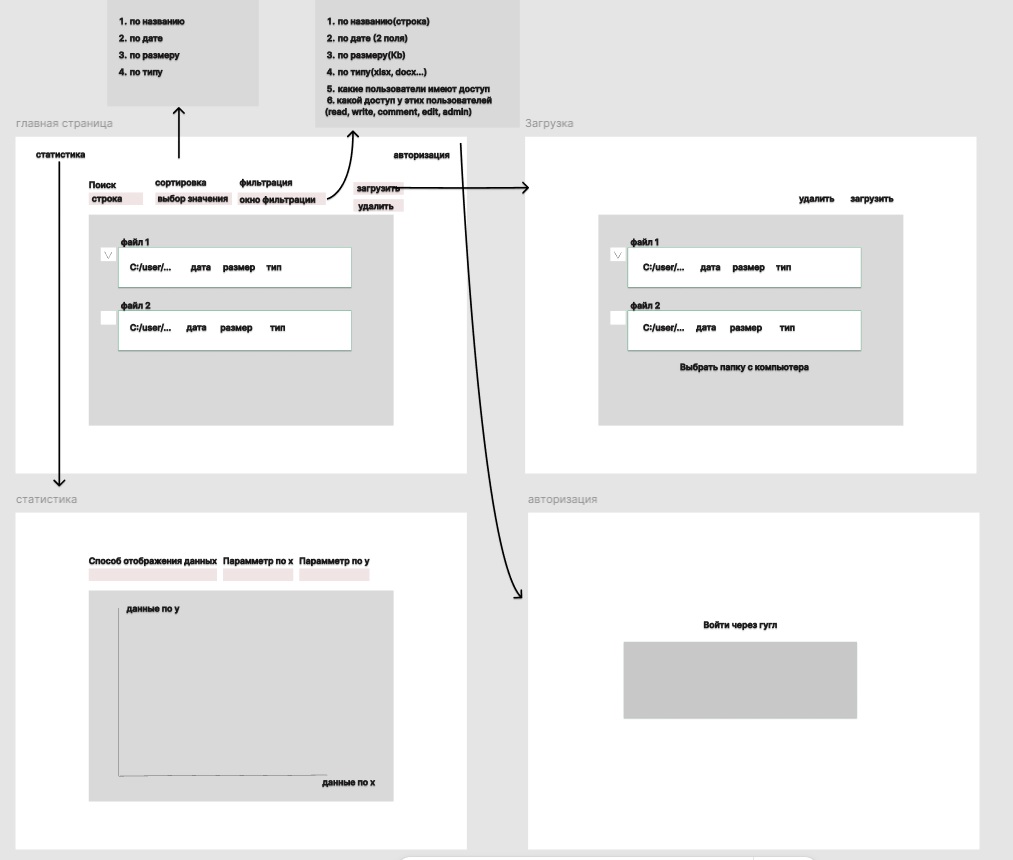 1. по названию
2. по дате
3. по размеру
4. по типу
1. по названию(строка)
2. по дате (2 поля)
3. по размеру(Kb)
4. по типу(xlsx, docx...)
5. какие пользователи имеют доступ
6. какой доступ у этих пользователей
(read, write, comment, edit, admin)
главная страница
статистика
авторизация
Поиск
строка
сортировка
выбор значения
фильтрация
окно фильтрации
загрузить
удалить
файл 1
C:/user/... дата размер тип
файл 2
C:/user/... дата размер тип
Загрузка
удалить загрузить
файл 1
C:/user/... дата размер тип
файл 2
C:/user/... дата размер тип
Выбрать папку с компьютера
статистика
Способ отображения данных Парамметр по x Парамметр по y
данные по y
данные по x
авторизация
Войти через гугл